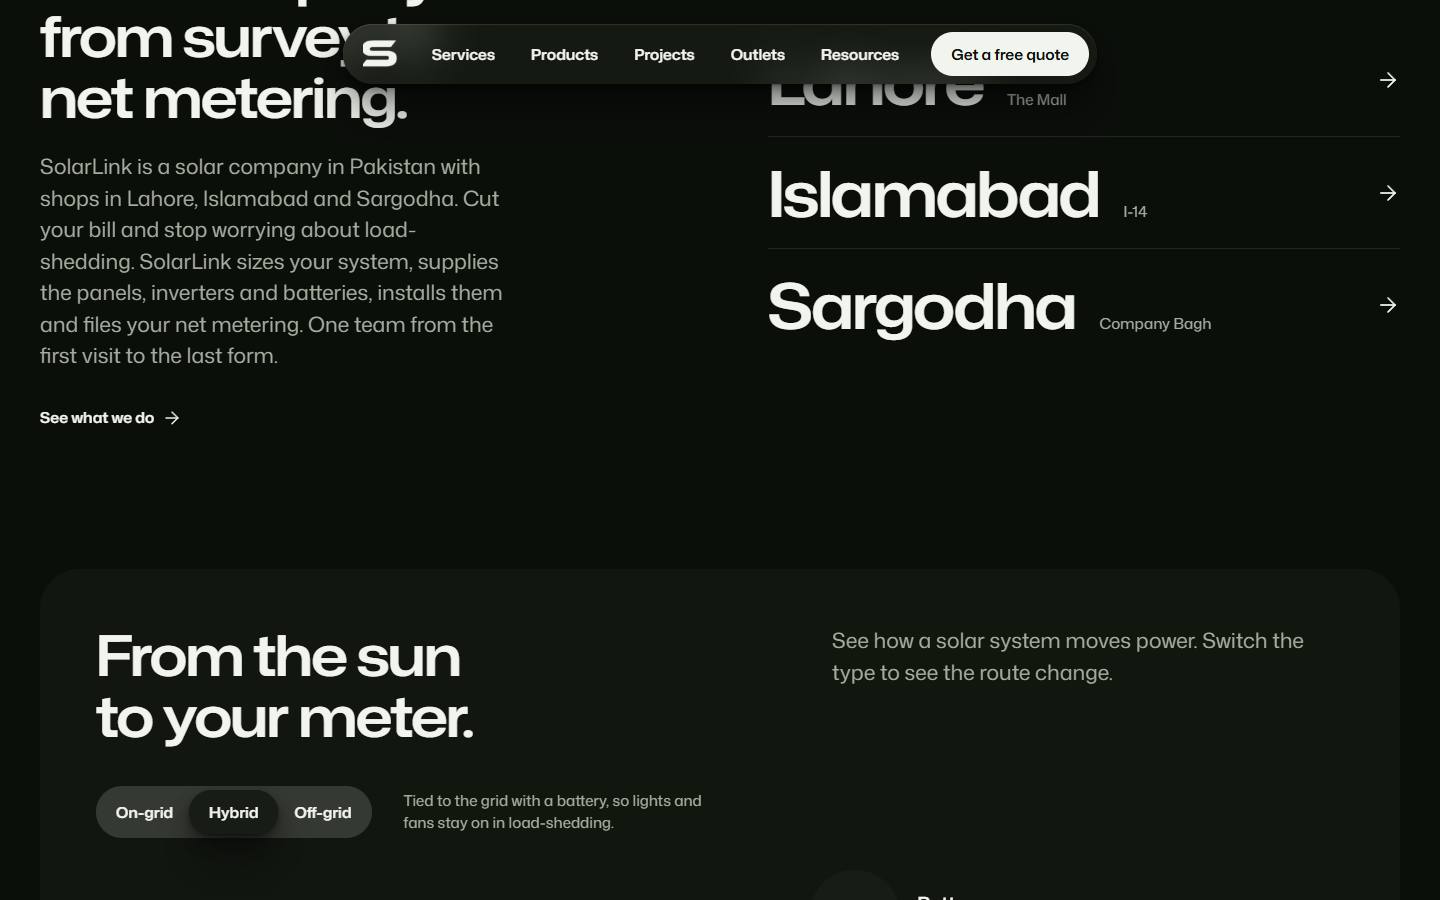 from survey
net metering.
SolarLink is a solar company in Pakistan with
shops in Lahore, Islamabad and Sargodha. Cut
your bill and stop worrying about load-
shedding. SolarLink sizes your system, supplies
the panels, inverters and batteries, installs them
and files your net metering. One team from the
first visit to the last form.
See what we do
Services
Products
Projects
Outlets
Resources
Get a free quote
Lahore The Mall
Islamabad I-14
Sargodha Company Bagh
From the sun
to your meter.
See how a solar system moves power. Switch the
type to see the route change.
On-grid
Hybrid
Off-grid
Tied to the grid with a battery, so lights and
fans stay on in load-shedding.